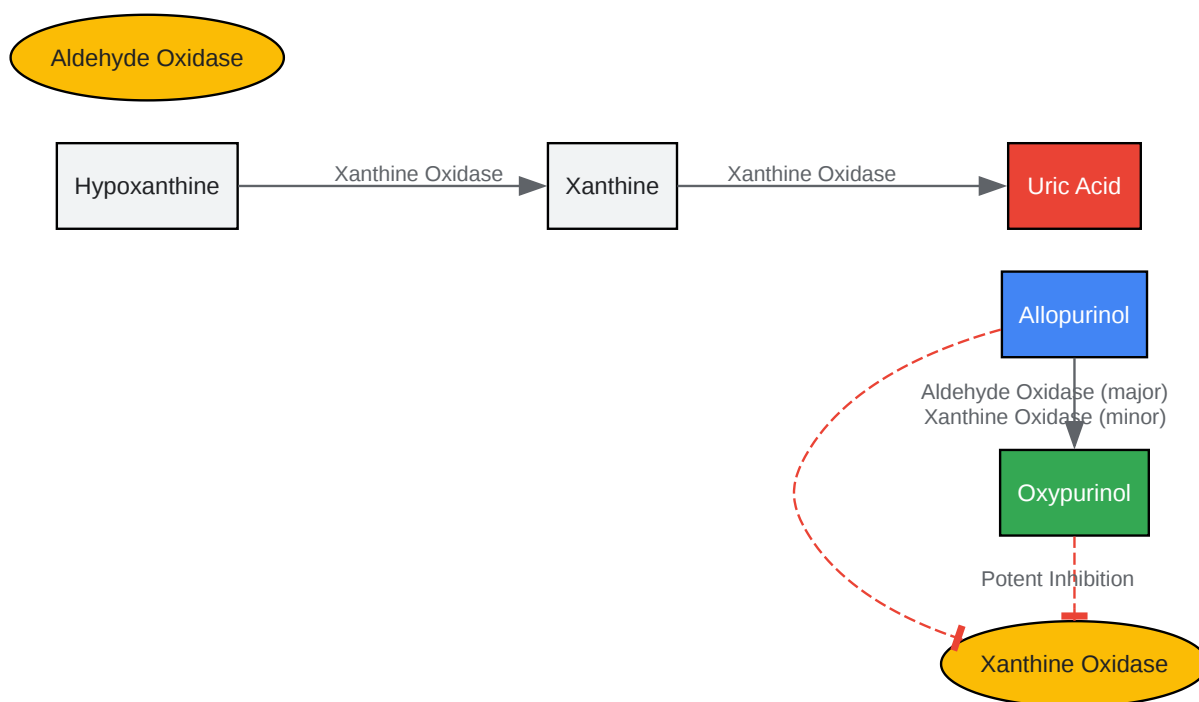 Aldehyde Oxidase
Hypoxanthine
Xanthine Oxidase
Xanthine
Xanthine Oxidase
Uric Acid
Allopurinol
Aldehyde Oxidase (major)
Xanthine Oxidase (minor)
Oxypurinol
Potent Inhibition
Xanthine Oxidase